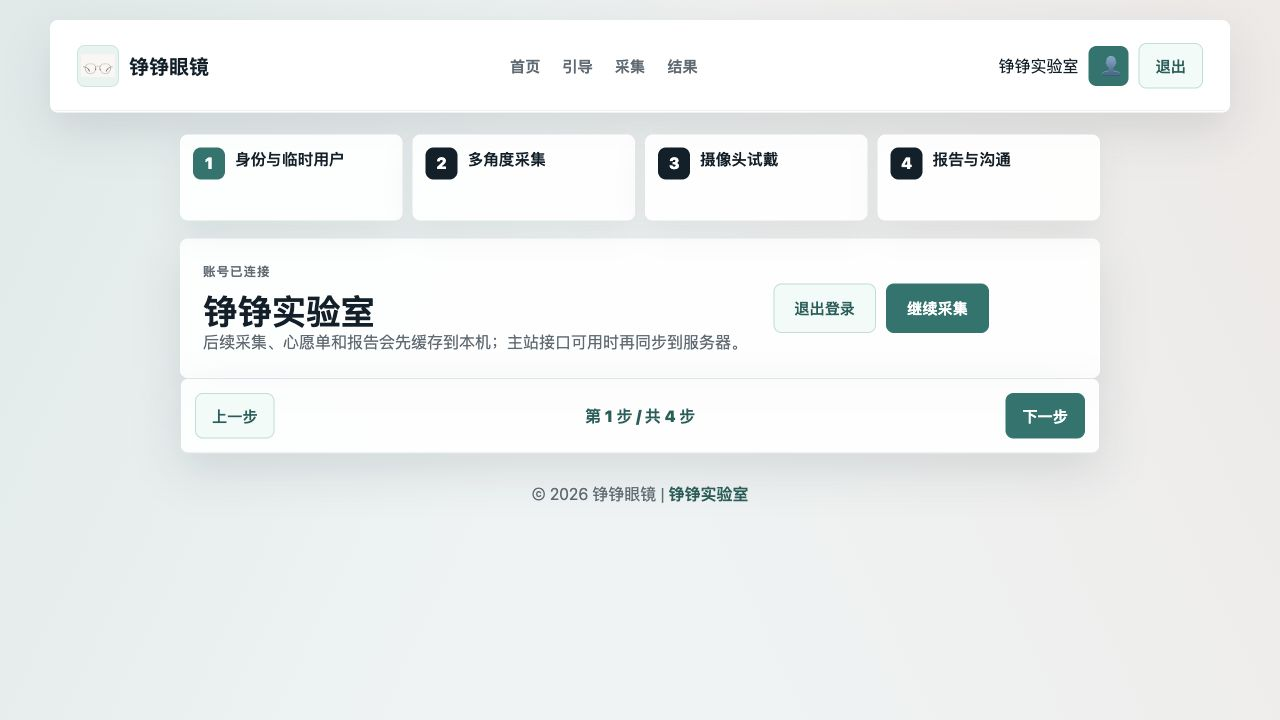 铮铮眼镜
首页 引导 采集 结果
铮铮实验室
退出
1 身份与临时用户
2 多角度采集
3 摄像头试戴
4 报告与沟通
账号已连接
铮铮实验室
后续采集、心愿单和报告会先缓存到本机；主站接口可用时再同步到服务器。
退出登录
继续采集
上一步
第 1 步 / 共 4 步
下一步
© 2026 铮铮眼镜 | 铮铮实验室